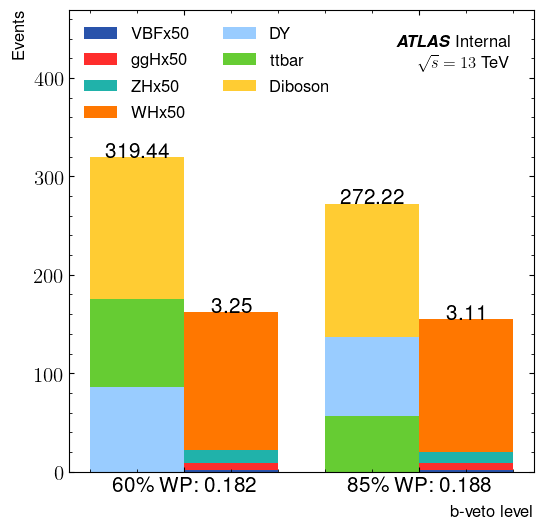 Events
VBFx50
ggHx50
ZHx50
WHx50
DY
ttbar
Diboson
ATLAS Internal
√s = 13 TeV
400
300
200
100
0
319.44
3.25
272.22
3.11
60% WP: 0.182
85% WP: 0.188
b-veto level